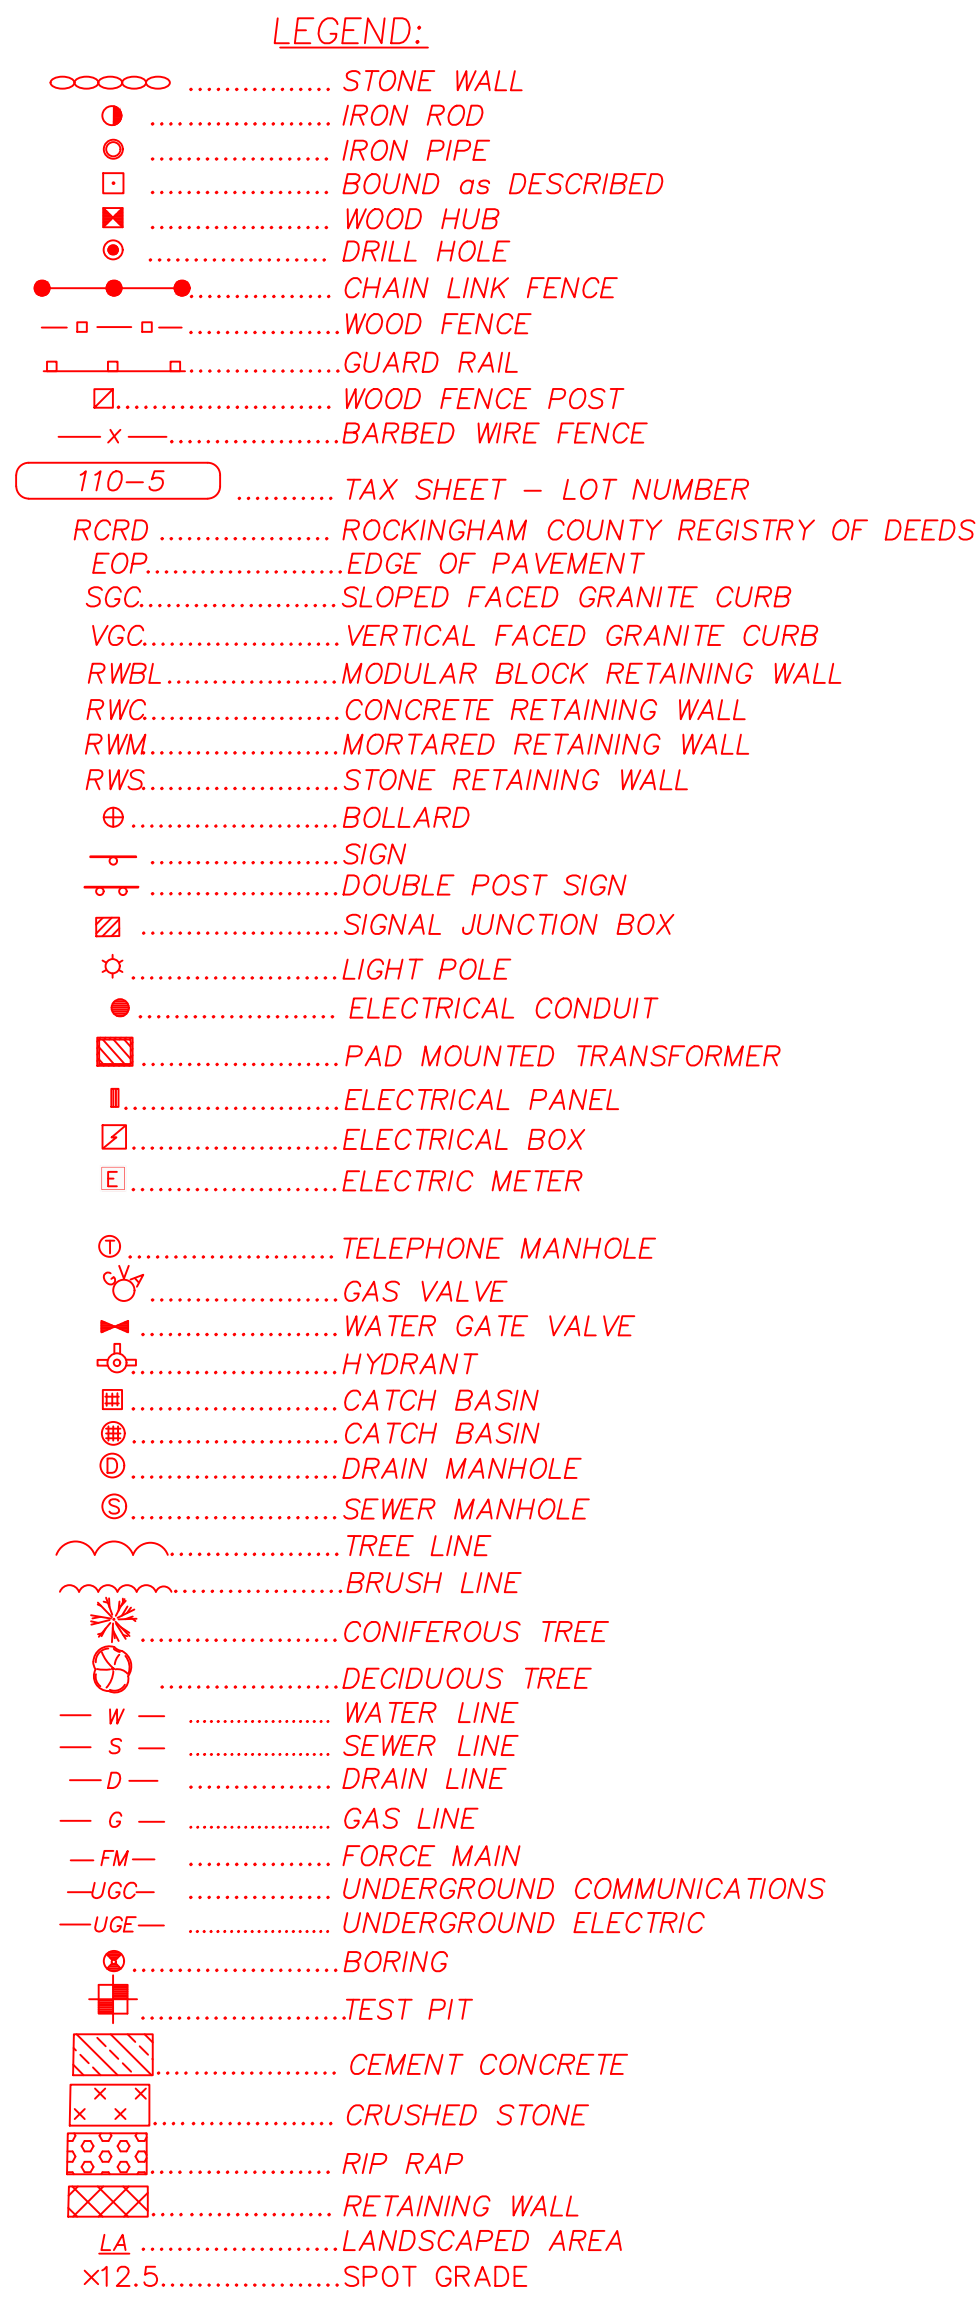 LEGEND:
STONE WALL
IRON ROD
IRON PIPE
BOUND as DESCRIBED
WOOD HUB
DRILL HOLE
CHAIN LINK FENCE
WOOD FENCE
GUARD RAIL
WOOD FENCE POST
X BARBED WIRE FENCE
110-5 TAX SHEET - LOT NUMBER
RCRD ROCKINGHAM COUNTY REGISTRY OF DEEDS
EOP EDGE OF PAVEMENT
SGC SLOPED FACED GRANITE CURB
VGC VERTICAL FACED GRANITE CURB
RWBL MODULAR BLOCK RETAINING WALL
RWC CONCRETE RETAINING WALL
RWM MORTARED RETAINING WALL
RWS STONE RETAINING WALL
BOLLARD
SIGN
DOUBLE POST SIGN
SIGNAL JUNCTION BOX
LIGHT POLE
ELECTRICAL CONDUIT
PAD MOUNTED TRANSFORMER
ELECTRICAL PANEL
ELECTRICAL BOX
E ELECTRIC METER
T TELEPHONE MANHOLE
GVA GAS VALVE
WATER GATE VALVE
HYDRANT
CATCH BASIN
CATCH BASIN
D DRAIN MANHOLE
S SEWER MANHOLE
TREE LINE
BRUSH LINE
CONIFEROUS TREE
DECIDUOUS TREE
W WATER LINE
S SEWER LINE
D DRAIN LINE
G GAS LINE
FM FORCE MAIN
UGC UNDERGROUND COMMUNICATIONS
UGE UNDERGROUND ELECTRIC
BORING
TEST PIT
CEMENT CONCRETE
CRUSHED STONE
RIP RAP
RETAINING WALL
LA LANDSCAPED AREA
×12.5 SPOT GRADE